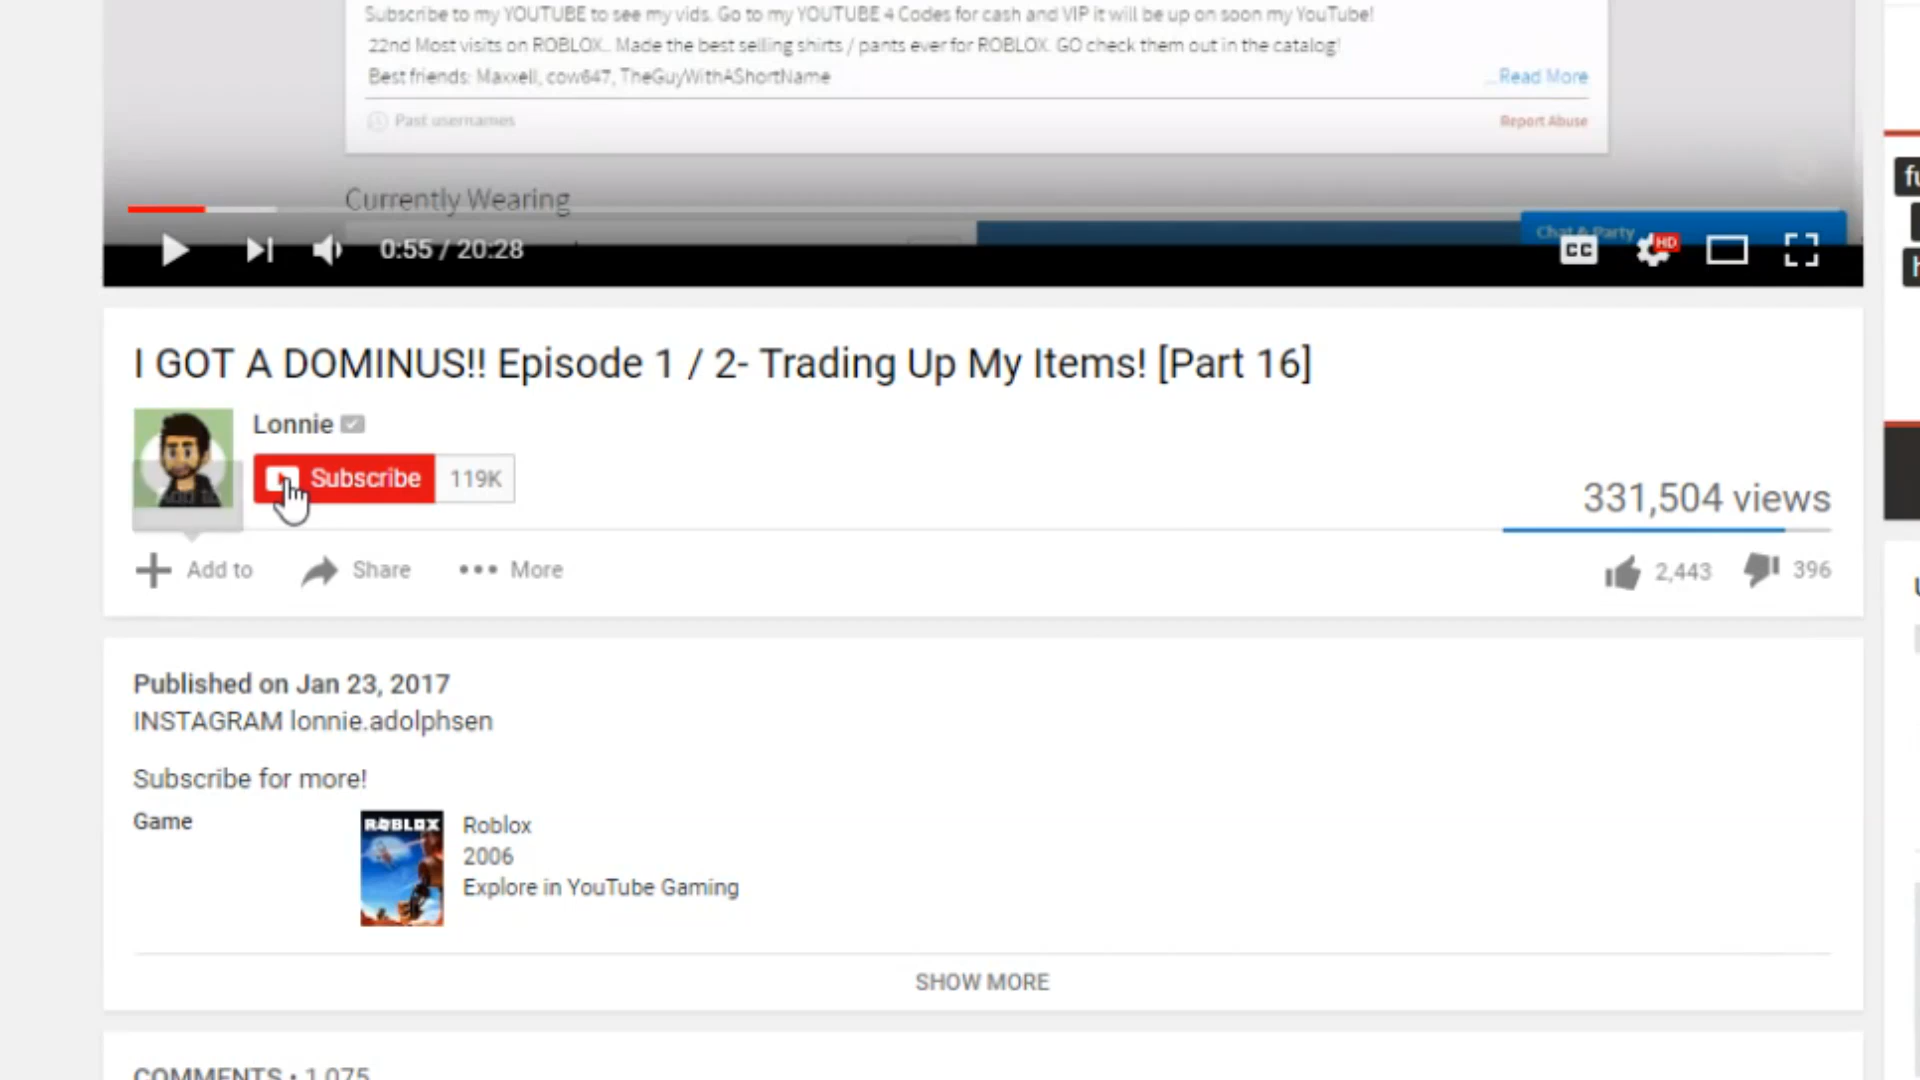 Subscribe to my YOUTUBE to see my vids. Go to my YOUTUBE 4 Codes for cash and VIP it will be up on soon my YouTube!
22nd Most visits on ROBLOX.. Made the best selling shirts / pants ever for ROBLOX. GO check them out in the catalog!
Best friends: Maxxell, cow647, TheGuyWithAShortName
...Read More
Past usernames
Report Abuse
Currently Wearing
Chat & Party
0:55 / 20:28
CC
HD
I GOT A DOMINUS!! Episode 1 / 2- Trading Up My Items! [Part 16]
Lonnie
Subscribe 119K
331,504 views
Add to Share More
2,443 396
Published on Jan 23, 2017
INSTAGRAM lonnie.adolphsen
Subscribe for more!
Game
ROBLOX
Roblox
2006
Explore in YouTube Gaming
SHOW MORE
COMMENTS • 1,075